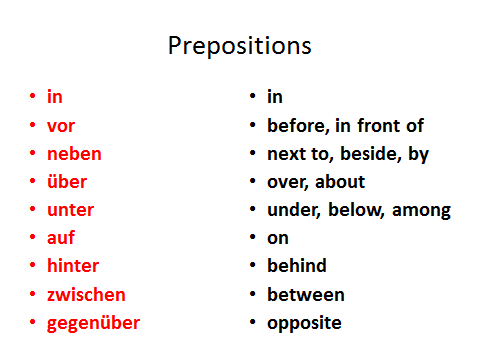 Prepositions
• in
• vor
• neben
• über
• unter
• auf
• hinter
• zwischen
• gegenüber
• in
• before, in front of
• next to, beside, by
• over, about
• under, below, among
• on
• behind
• between
• opposite